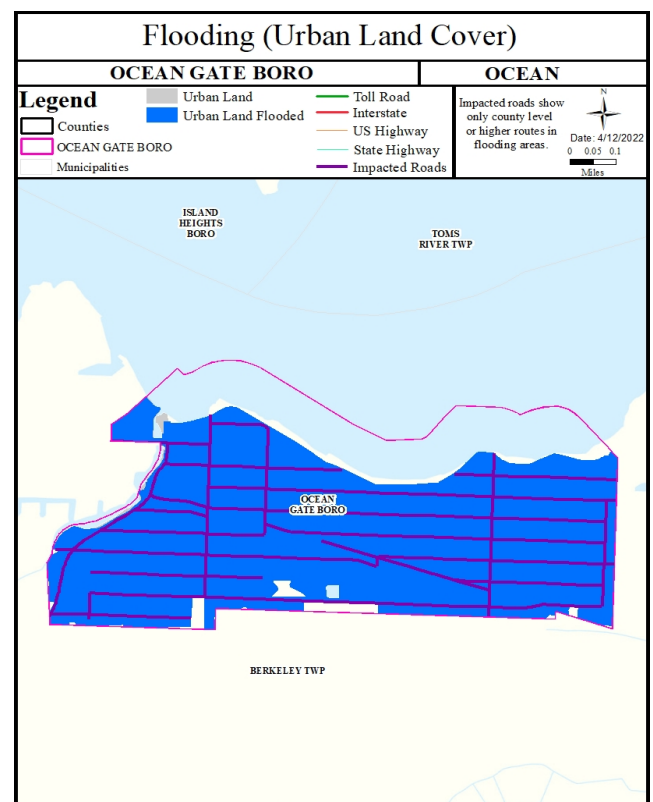 Flooding (Urban Land Cover)
OCEAN GATE BORO
OCEAN
Legend
Counties
OCEAN GATE BORO
Municipalities
Urban Land
Urban Land Flooded
Toll Road
Interstate
US Highway
State Highway
Impacted Roads
Impacted roads show
only county level
or higher routes in
flooding areas.
N
Date: 4/12/2022
0 0.05 0.1
Miles
ISLAND
HEIGHTS
BORO
TOMS
RIVER TWP
OCEAN
GATE BORO
BERKELEY TWP